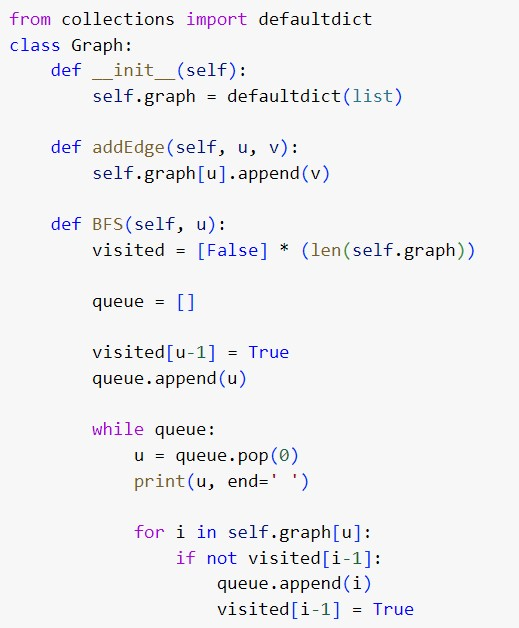 from collections import defaultdict
class Graph:
    def __init__(self):
        self.graph = defaultdict(list)

    def addEdge(self, u, v):
        self.graph[u].append(v)

    def BFS(self, u):
        visited = [False] * (len(self.graph))

        queue = []

        visited[u-1] = True
        queue.append(u)

        while queue:
            u = queue.pop(0)
            print(u, end=' ')

            for i in self.graph[u]:
                if not visited[i-1]:
                    queue.append(i)
                    visited[i-1] = True